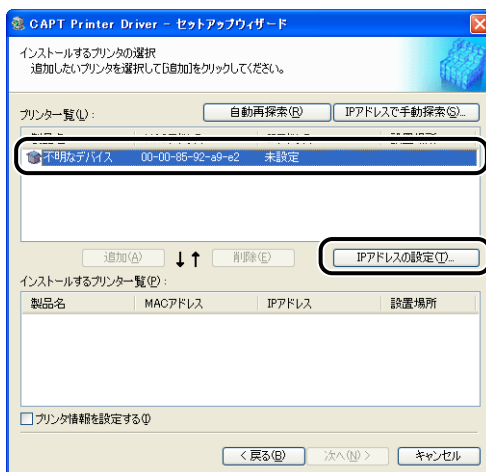 CAPT Printer Driver - セットアップウィザード
インストールするプリンタの選択
追加したいプリンタを選択して[追加]をクリックしてください。
プリンター覧(L):
自動再探索(R)
IPアドレスで手動探索(S)...
設置場所
不明なデバイス 00-00-85-92-a9-e2 未設定
追加(A) ↓↑ 削除(E) IPアドレスの設定(T)...
インストールするプリンター覧(P):
製品名 MACアドレス IPアドレス 設置場所
プリンタ情報を設定する(I)
< 戻る(B) 次へ(N) > キャンセル